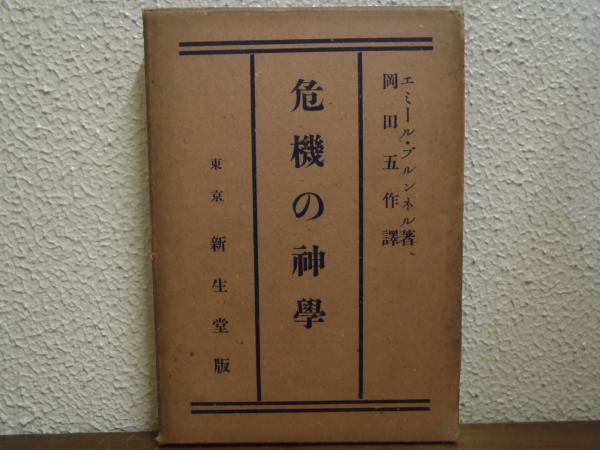 エミール・ブルンネル著
岡田五作譯
危機の神學
東京 新生堂版